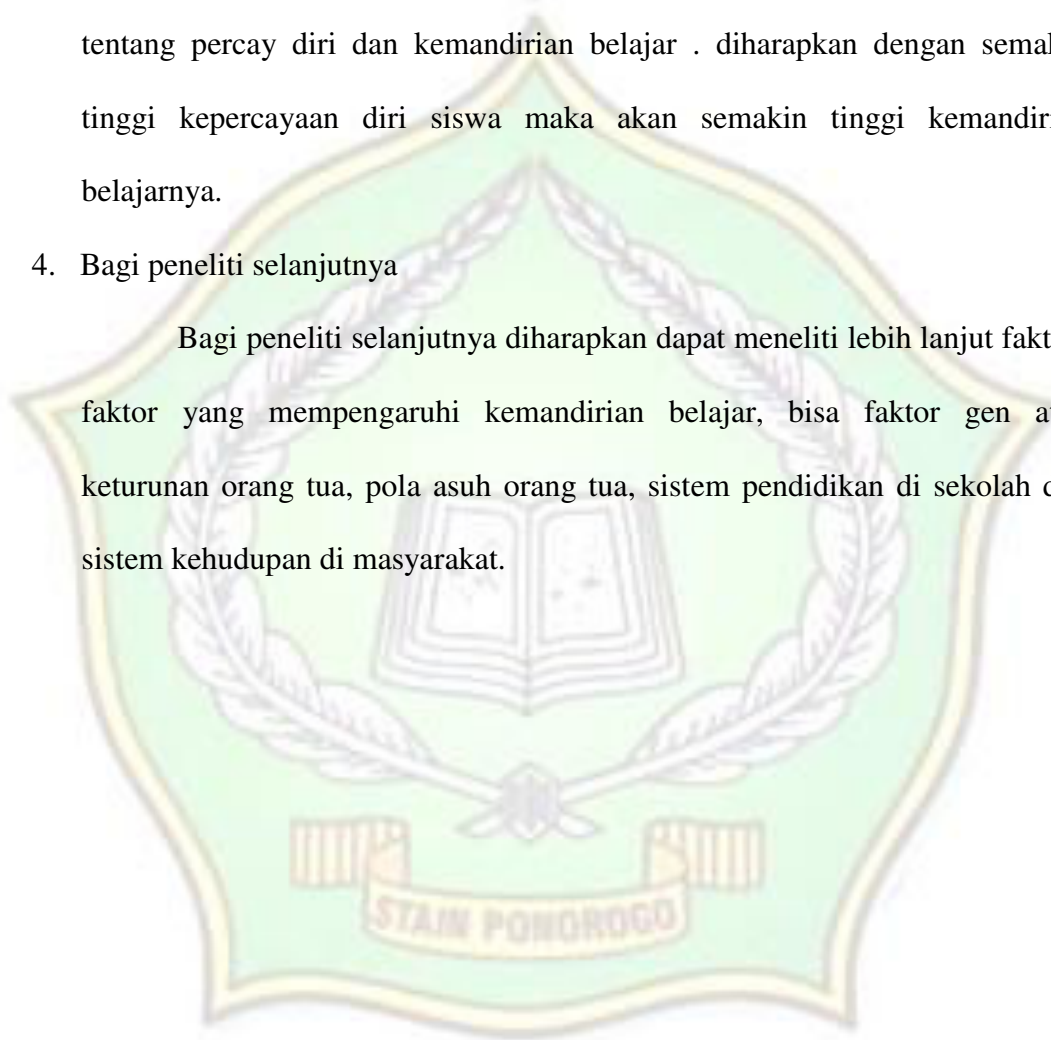 tentang percay diri dan kemandirian belajar . diharapkan dengan semak
tinggi kepercayaan diri siswa maka akan semakin tinggi kemandiri
belajarnya.
4. Bagi peneliti selanjutnya
Bagi peneliti selanjutnya diharapkan dapat meneliti lebih lanjut fakt
faktor yang mempengaruhi kemandirian belajar, bisa faktor gen at
keturunan orang tua, pola asuh orang tua, sistem pendidikan di sekolah d
sistem kehudupan di masyarakat.
STAIN PONOROGO